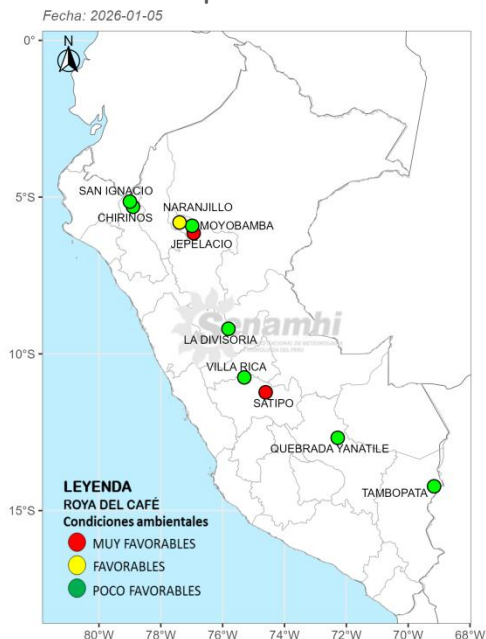 Fecha: 2026-01-05
N
0°
SAN IGNACIO
NARANJILLO
5°S
CHIRINOS
MOYOBAMBA
JEPELACIO
Senamhi
LA DIVISORIA
10°S
VILLA RICA
SATIPO
QUEBRADA YANATILE
LEYENDA
TAMBOPATA
ROYA DEL CAFÉ
15°S
Condiciones ambientales
MUY FAVORABLES
FAVORABLES
POCO FAVORABLES
80°W 78°W 76°W 74°W 72°W 70°W 68°W